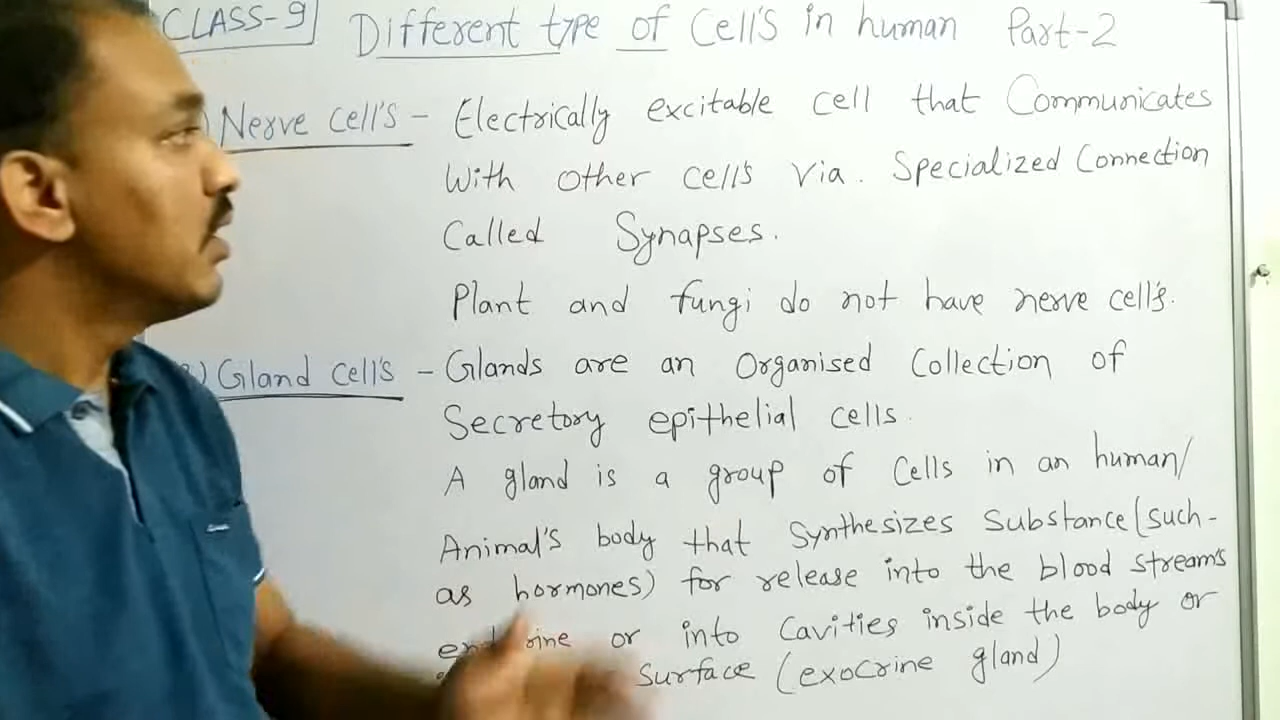 CLASS-9
Different type of Cell's in human Part-2
) Nerve cell's - Electrically excitable cell that Communicates
With other cell's via. Specialized Connection
Called Synapses.
Plant and fungi do not have nerve cell's.
) Gland cell's - Glands are an Organised Collection of
Secretory epithelial cells.
A gland is a group of Cells in an human/
Animal's body that Synthesizes Substance (such-
as hormones) for release into the blood stream's
or into Cavities inside the body or
Surface (exocrine gland)